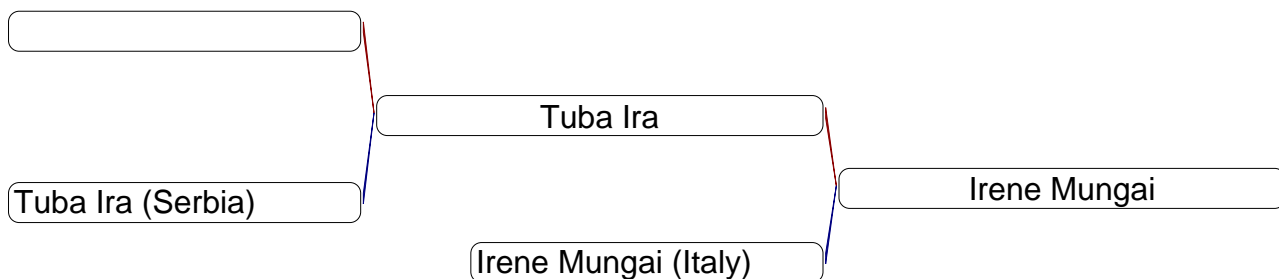 Tuba Ira
Irene Mungai
Tuba Ira (Serbia)
Irene Mungai (Italy)